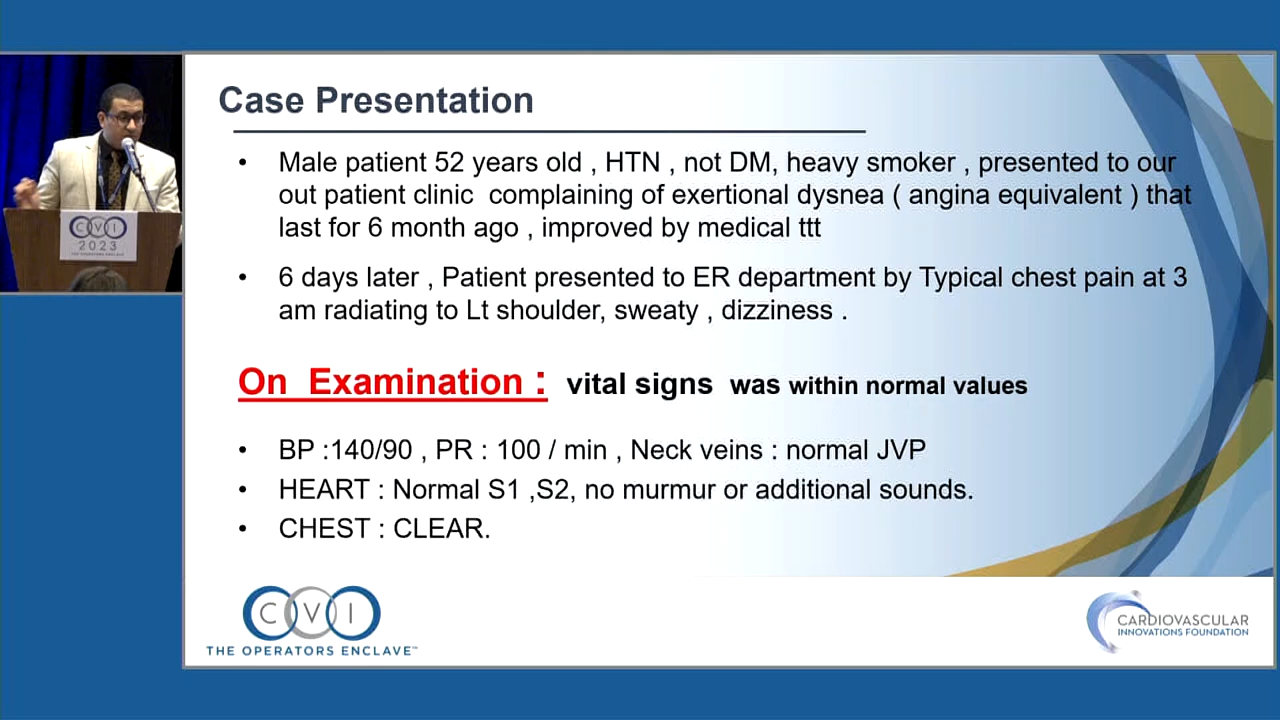 Case Presentation
• Male patient 52 years old , HTN , not DM, heavy smoker , presented to our
out patient clinic complaining of exertional dysnea ( angina equivalent ) that
last for 6 month ago , improved by medical ttt
• 6 days later , Patient presented to ER department by Typical chest pain at 3
am radiating to Lt shoulder, sweaty , dizziness .
On Examination : vital signs was within normal values
• BP :140/90 , PR : 100 / min , Neck veins : normal JVP
• HEART : Normal S1 ,S2, no murmur or additional sounds.
• CHEST : CLEAR.
CVI
2023
THE OPERATORS ENCLAVE
CVI
THE OPERATORS ENCLAVE™
CARDIOVASCULAR
INNOVATIONS FOUNDATION